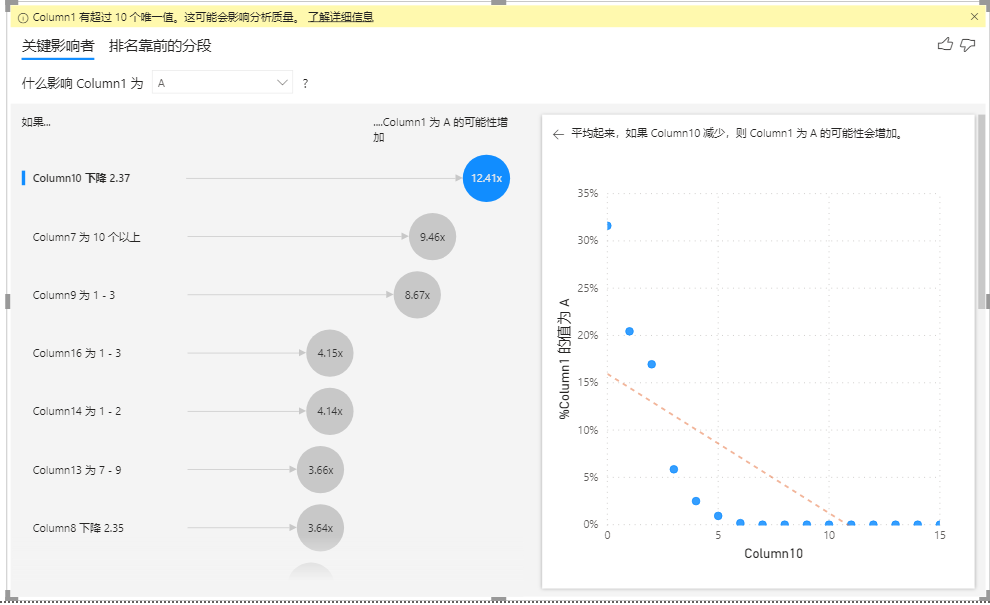 Column1 有超过 10 个唯一值。这可能会影响分析质量。 了解详细信息
关键影响者 排名靠前的分段
什么影响 Column1 为 A ?
如果...
....Column1 为 A 的可能性增
加
Column10 下降 2.37 12.41x
Column7 为 10 个以上 9.46x
Column9 为 1 - 3 8.67x
Column16 为 1 - 3 4.15x
Column14 为 1 - 2 4.14x
Column13 为 7 - 9 3.66x
Column8 下降 2.35 3.64x
平均起来，如果 Column10 减少，则 Column1 为 A 的可能性会增加。
%Column1 的值为 A
35%
30%
25%
20%
15%
10%
5%
0%
0 5 10 15
Column10